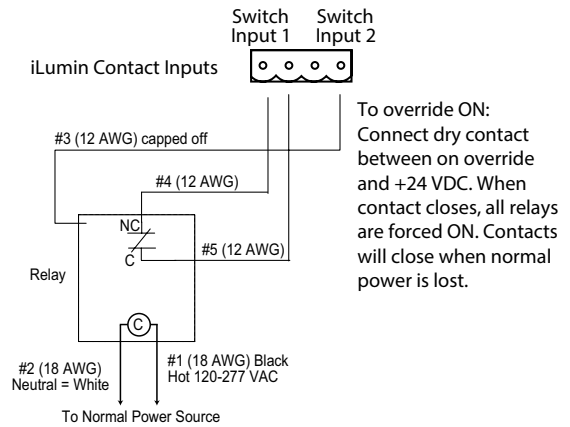 Switch Switch
Input 1 Input 2
iLumin Contact Inputs
To override ON:
Connect dry contact
between on override
and +24 VDC. When
contact closes, all relays
are forced ON. Contacts
will close when normal
power is lost.
#3 (12 AWG) capped off
#4 (12 AWG)
NC
C
#5 (12 AWG)
Relay
C
#2 (18 AWG)
Neutral = White
#1 (18 AWG) Black
Hot 120-277 VAC
To Normal Power Source